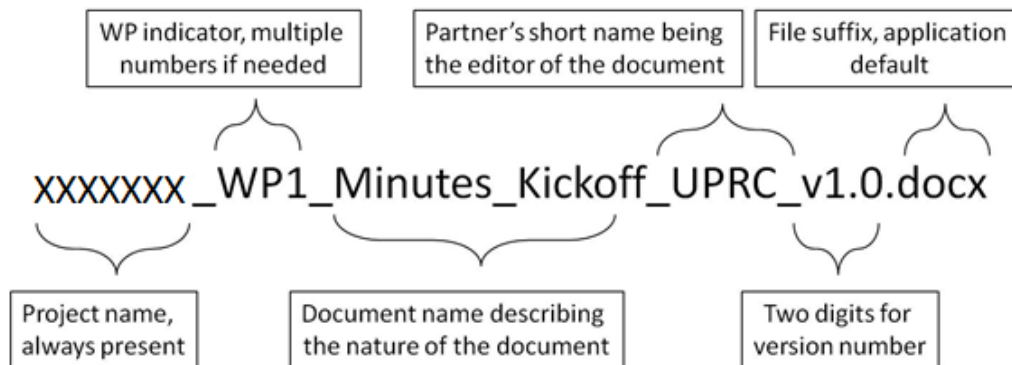 WP indicator, multiple
numbers if needed
Partner’s short name being
the editor of the document
File suffix, application
default
XXXXXXX_WP1_Minutes_Kickoff_UPRC_v1.0.docx
Project name,
always present
Document name describing
the nature of the document
Two digits for
version number